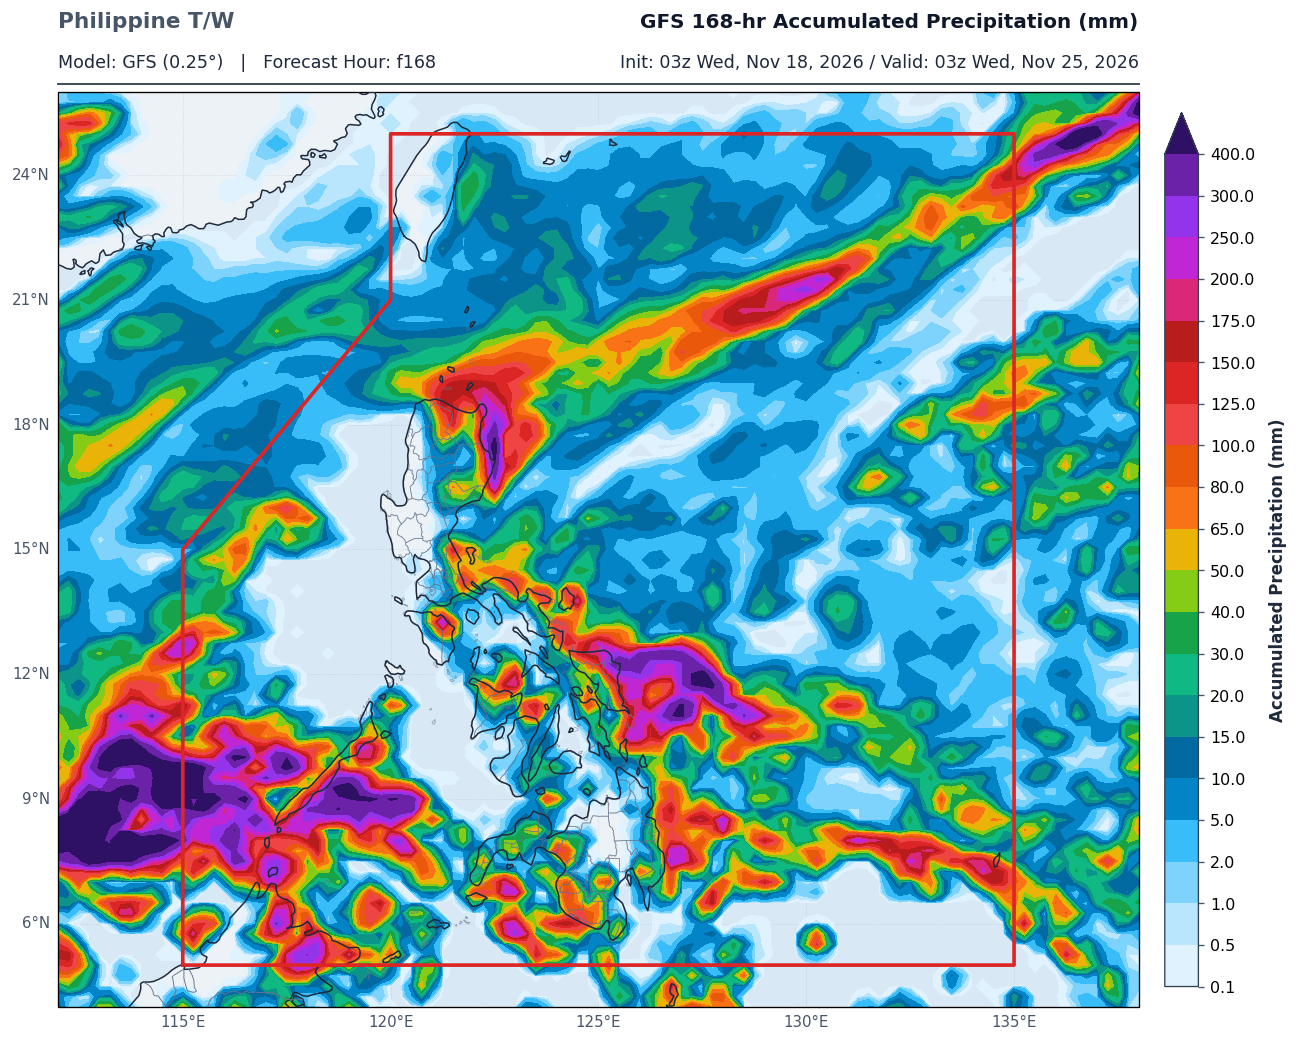 Philippine T/W
GFS 168-hr Accumulated Precipitation (mm)
Model: GFS (0.25°)   |   Forecast Hour: f168
Init: 03z Wed, Nov 18, 2026 / Valid: 03z Wed, Nov 25, 2026
24°N
21°N
18°N
15°N
12°N
9°N
6°N
115°E
120°E
125°E
130°E
135°E
400.0
300.0
250.0
200.0
175.0
150.0
125.0
100.0
80.0
65.0
50.0
40.0
30.0
20.0
15.0
10.0
5.0
2.0
1.0
0.5
0.1
Accumulated Precipitation (mm)